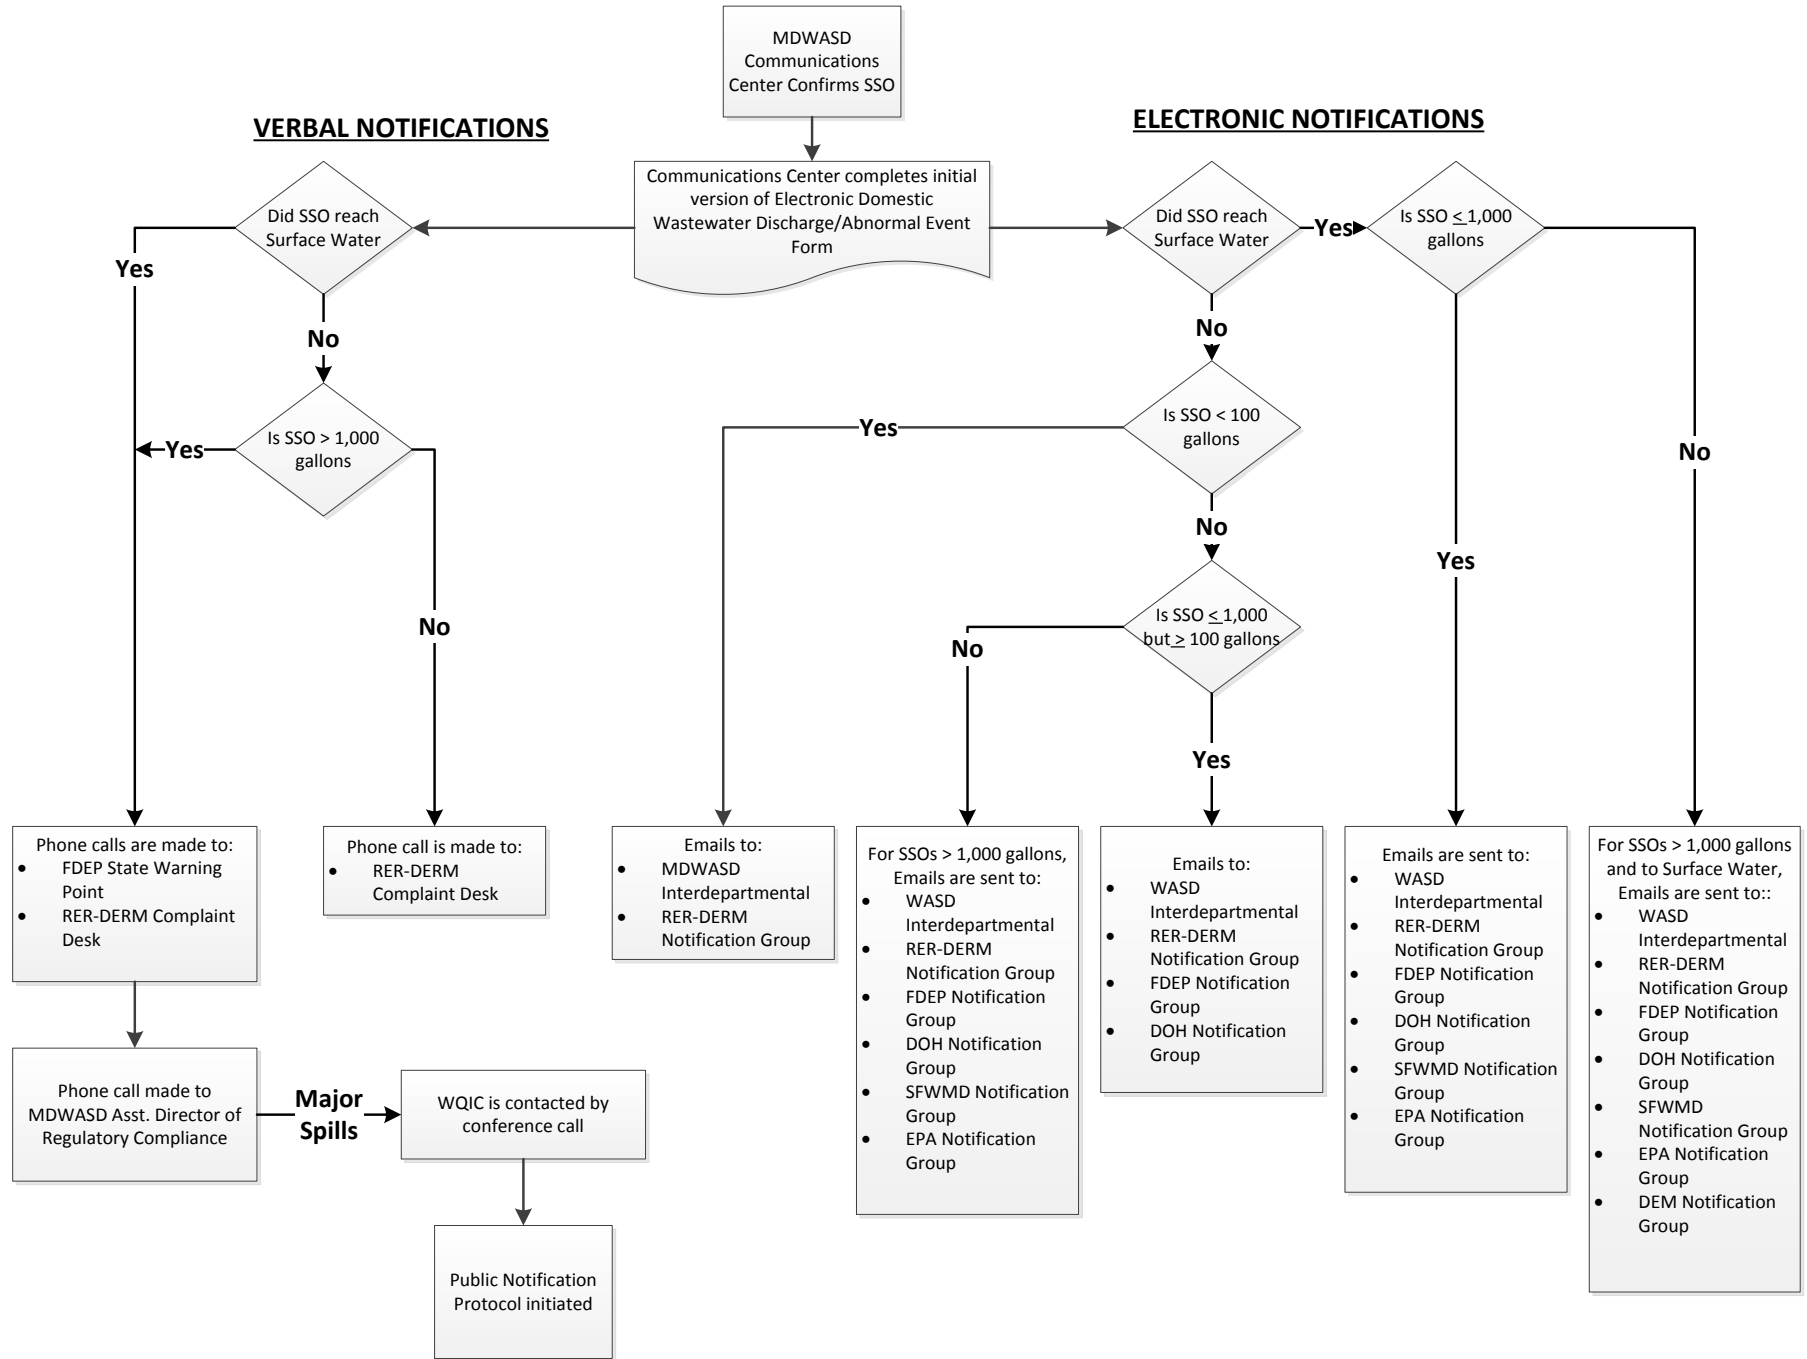 MDWASD
Communications
Center Confirms SSO
VERBAL NOTIFICATIONS
ELECTRONIC NOTIFICATIONS
Communications Center completes initial
version of Electronic Domestic
Wastewater Discharge/Abnormal Event
Form
Did SSO reach
Surface Water
Yes
No
Is SSO > 1,000
gallons
Yes
No
Did SSO reach
Surface Water
Yes
Is SSO ≤ 1,000
gallons
No
Is SSO < 100
gallons
Yes
No
Is SSO ≤ 1,000
but ≥ 100 gallons
No
Yes
Yes
No
Phone calls are made to:
• FDEP State Warning
Point
• RER-DERM Complaint
Desk
Phone call is made to:
• RER-DERM
Complaint Desk
Emails to:
• MDWASD
Interdepartmental
• RER-DERM
Notification Group
For SSOs > 1,000 gallons,
Emails are sent to:
• WASD
Interdepartmental
• RER-DERM
Notification Group
• FDEP Notification
Group
• DOH Notification
Group
• SFWMD Notification
Group
• EPA Notification
Group
Emails to:
• WASD
Interdepartmental
• RER-DERM
Notification Group
• FDEP Notification
Group
• DOH Notification
Group
Emails are sent to:
• WASD
Interdepartmental
• RER-DERM
Notification Group
• FDEP Notification
Group
• DOH Notification
Group
• SFWMD Notification
Group
• EPA Notification
Group
For SSOs > 1,000 gallons
and to Surface Water,
Emails are sent to::
• WASD
Interdepartmental
• RER-DERM
Notification Group
• FDEP Notification
Group
• DOH Notification
Group
• SFWMD
Notification Group
• EPA Notification
Group
• DEM Notification
Group
Phone call made to
MDWASD Asst. Director of
Regulatory Compliance
Major
Spills
WQIC is contacted by
conference call
Public Notification
Protocol initiated